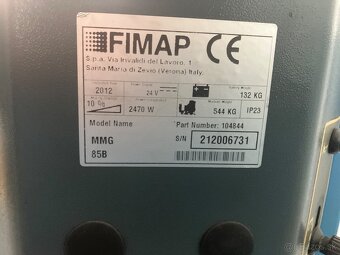 FIMAP CE
S.p.a. Via Invalidi del Lavoro, 1
Santa Maria di Zevio (Verona) Italy.
2012
24 V
132 KG
10 %
2470 W
544 KG
IP23
Model Name
Part Number: 104844
MMG
S/N
212006731
85B